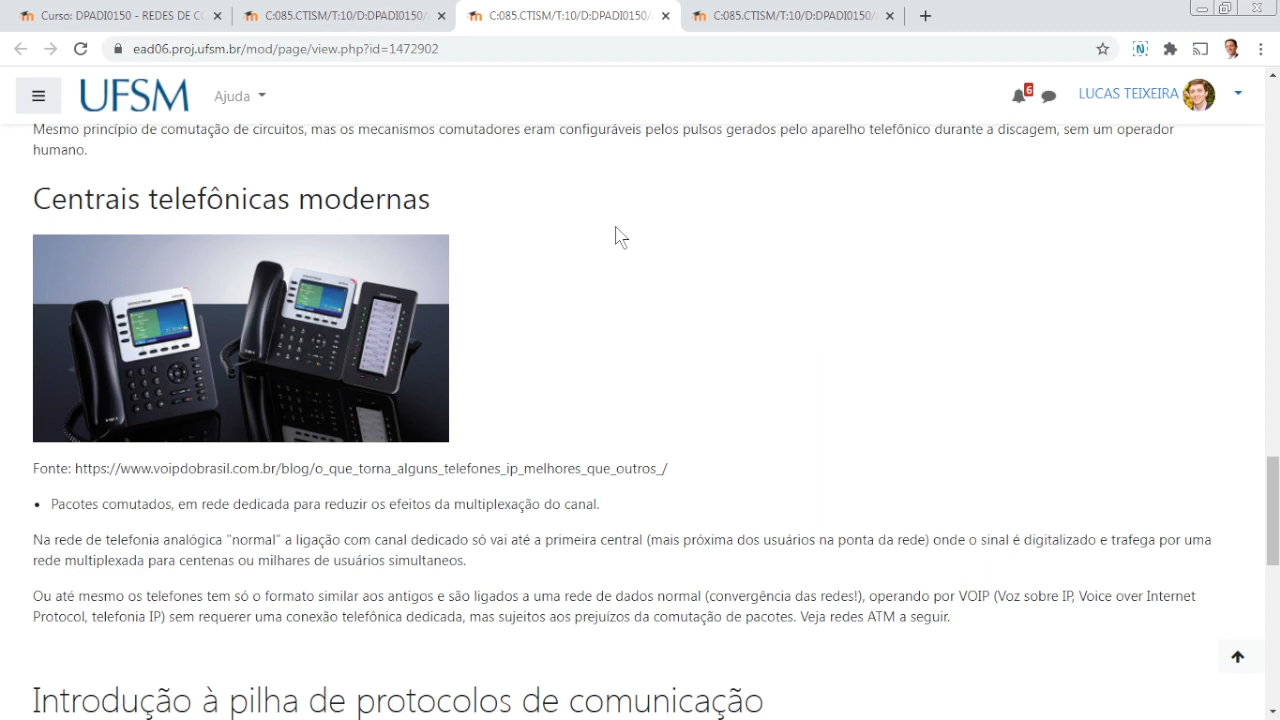 Curso: DPADI0150 - REDES DE CO
C:085.CTISM/T:10/D:DPADI0150/
C:085.CTISM/T:10/D:DPADI0150/
C:085.CTISM/T:10/D:DPADI0150/
ead06.proj.ufsm.br/mod/page/view.php?id=1472902
UFSM
Ajuda
6
LUCAS TEIXEIRA
Mesmo princípio de comutação de circuitos, mas os mecanismos comutadores eram configuráveis pelos pulsos gerados pelo aparelho telefônico durante a discagem, sem um operador
humano.
Centrais telefônicas modernas
Fonte: https://www.voipdobrasil.com.br/blog/o_que_torna_alguns_telefones_ip_melhores_que_outros_/
• Pacotes comutados, em rede dedicada para reduzir os efeitos da multiplexação do canal.
Na rede de telefonia analógica "normal" a ligação com canal dedicado só vai até a primeira central (mais próxima dos usuários na ponta da rede) onde o sinal é digitalizado e trafega por uma
rede multiplexada para centenas ou milhares de usuários simultaneos.
Ou até mesmo os telefones tem só o formato similar aos antigos e são ligados a uma rede de dados normal (convergência das redes!), operando por VOIP (Voz sobre IP, Voice over Internet
Protocol, telefonia IP) sem requerer uma conexão telefônica dedicada, mas sujeitos aos prejuízos da comutação de pacotes. Veja redes ATM a seguir.
Introdução à pilha de protocolos de comunicação